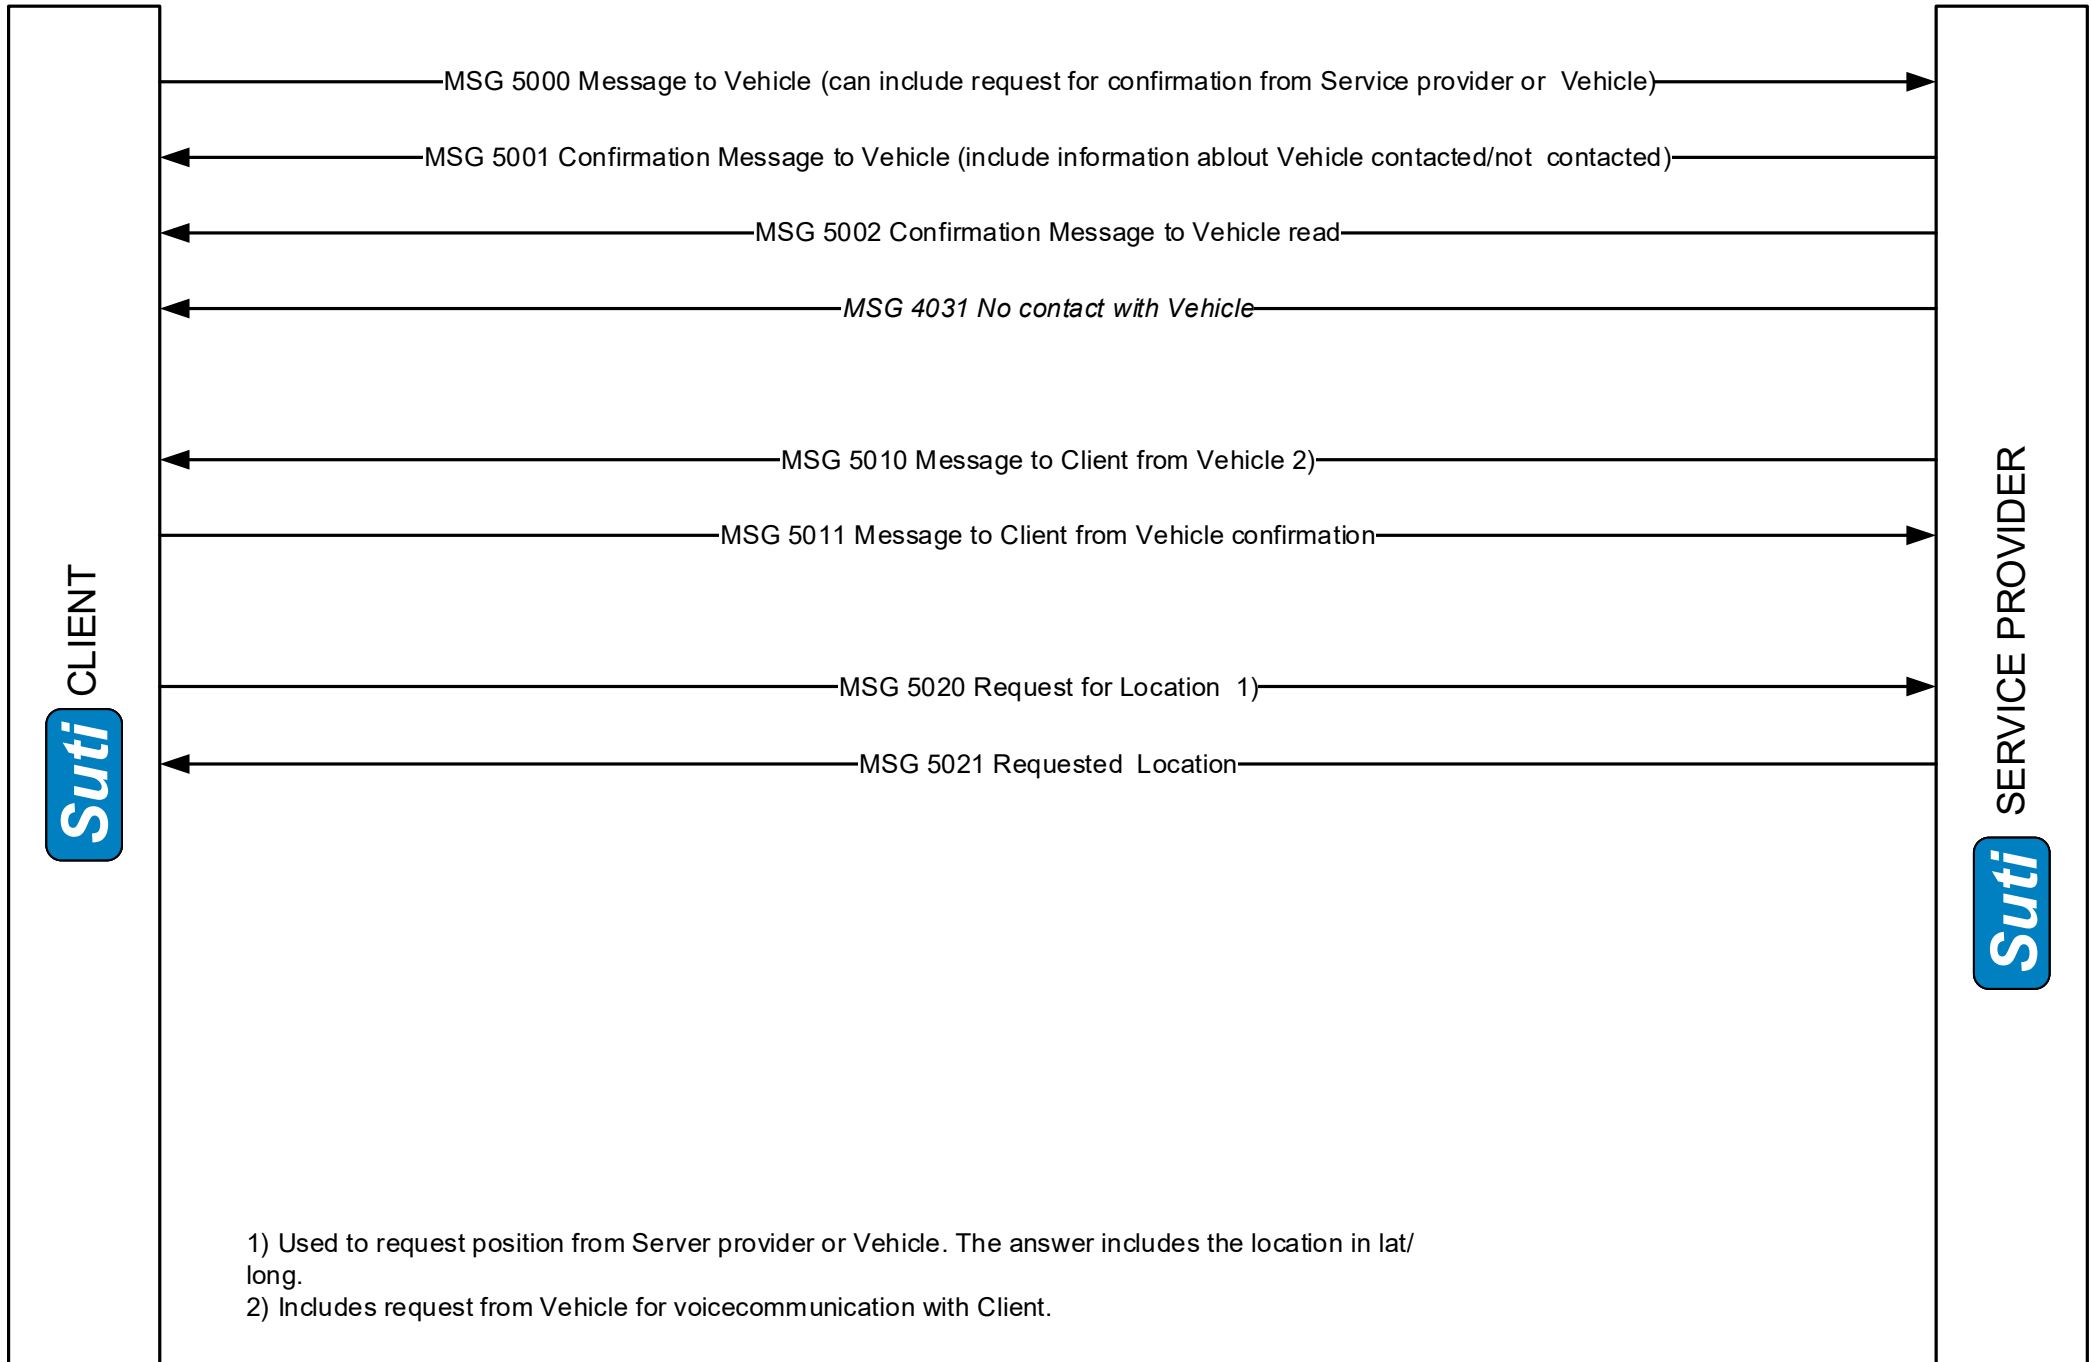 MSG 5000 Message to Vehicle (can include request for confirmation from Service provider or Vehicle)
MSG 5001 Confirmation Message to Vehicle (include information ablout Vehicle contacted/not contacted)
MSG 5002 Confirmation Message to Vehicle read
MSG 4031 No contact with Vehicle
MSG 5010 Message to Client from Vehicle 2)
MSG 5011 Message to Client from Vehicle confirmation
MSG 5020 Request for Location 1)
MSG 5021 Requested Location
Suti CLIENT
Suti SERVICE PROVIDER
1) Used to request position from Server provider or Vehicle. The answer includes the location in lat/
long.
2) Includes request from Vehicle for voicecommunication with Client.